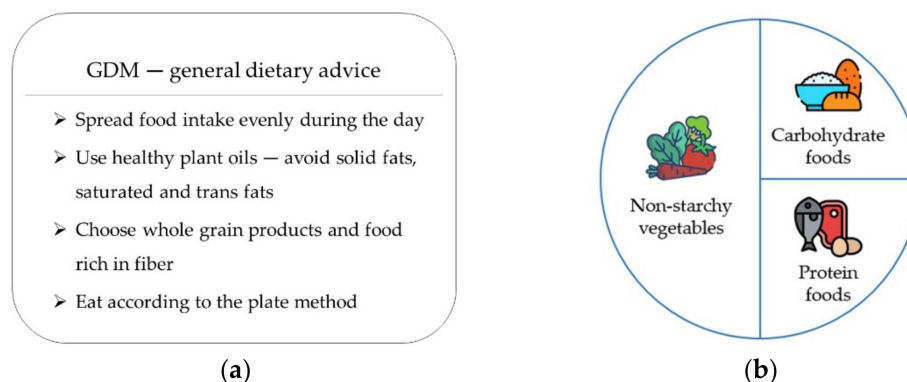 GDM — general dietary advice
➤ Spread food intake evenly during the day
➤ Use healthy plant oils — avoid solid fats,
saturated and trans fats
➤ Choose whole grain products and food
rich in fiber
➤ Eat according to the plate method
(a)
Non-starchy
vegetables
Carbohydrate
foods
Protein
foods
(b)